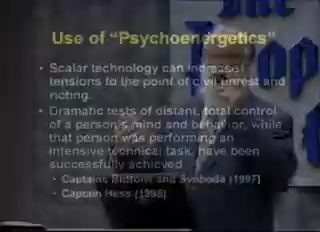 Use of "Psychoenergetics"
• Scalar technology can increase
tensions to the point of civil unrest and
rioting.
• Dramatic tests of distant, total control
of a person's mind and behavior, while
that person was performing an
intensive technical task, have been
successfully achieved
• Captains Buttons and Svoboda (1997)
• Captain Hess (1998)
The